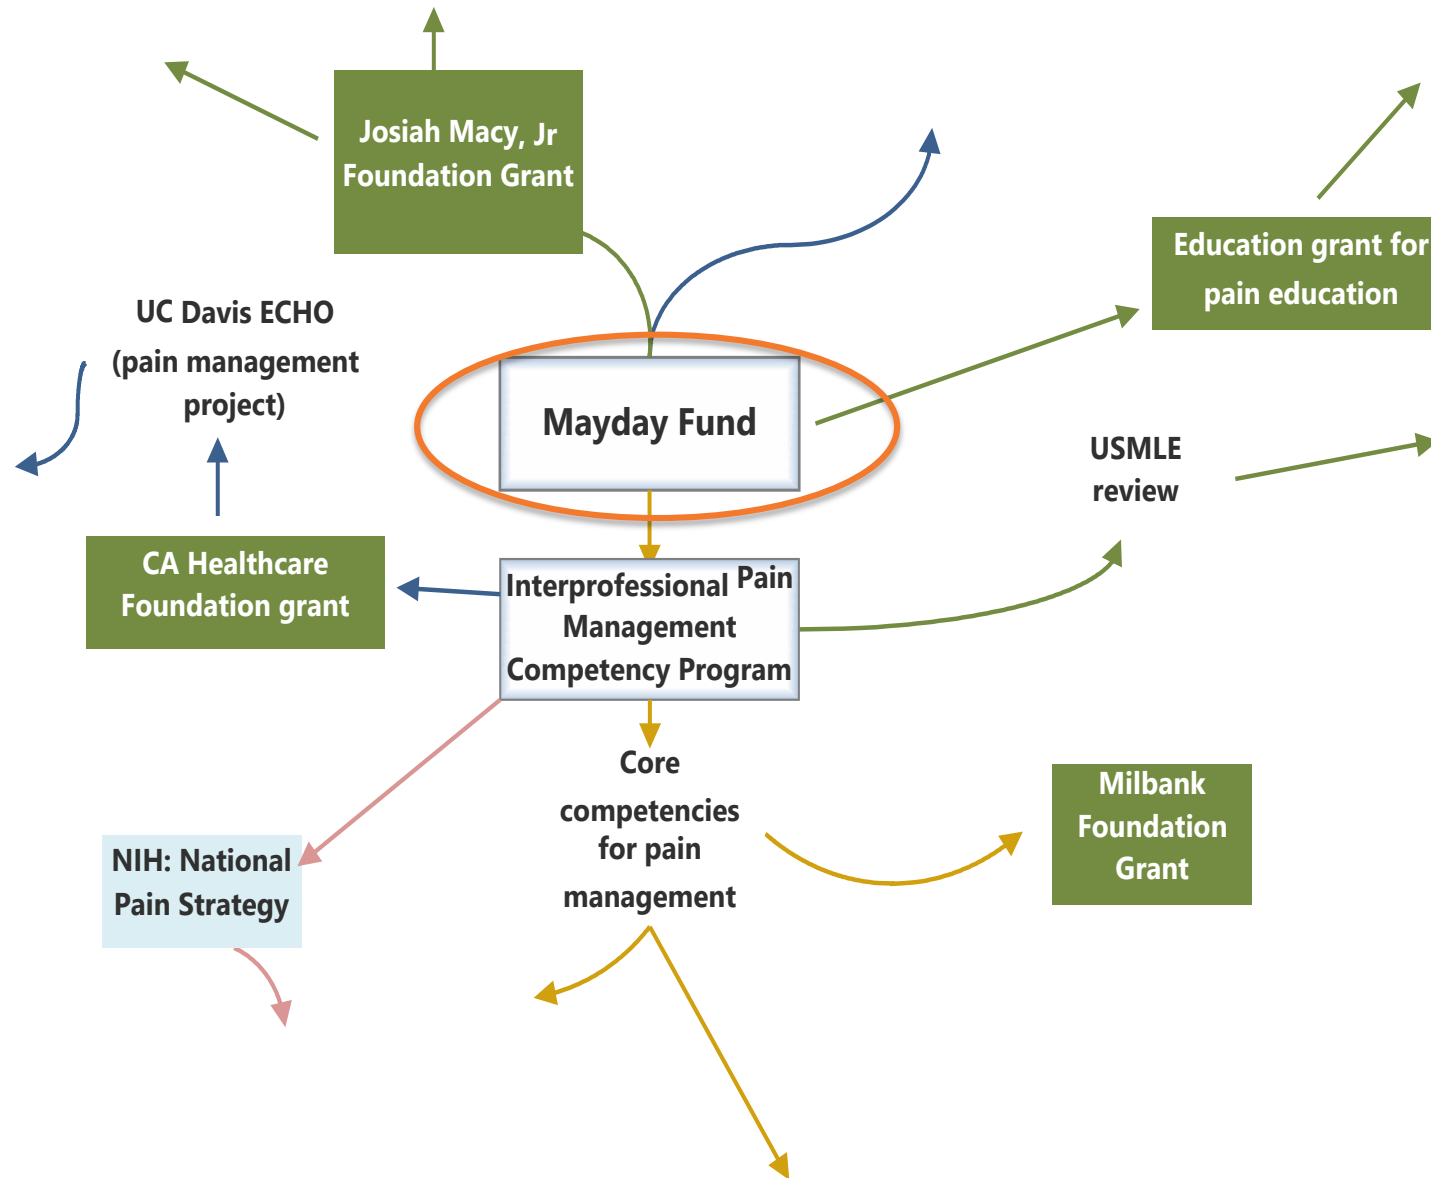 Josiah Macy, Jr
Foundation Grant
Education grant for
pain education
UC Davis ECHO
(pain management
project)
Mayday Fund
USMLE
review
CA Healthcare
Foundation grant
Interprofessional Pain
Management
Competency Program
Core
competencies
for pain
management
Milbank
Foundation
Grant
NIH: National
Pain Strategy